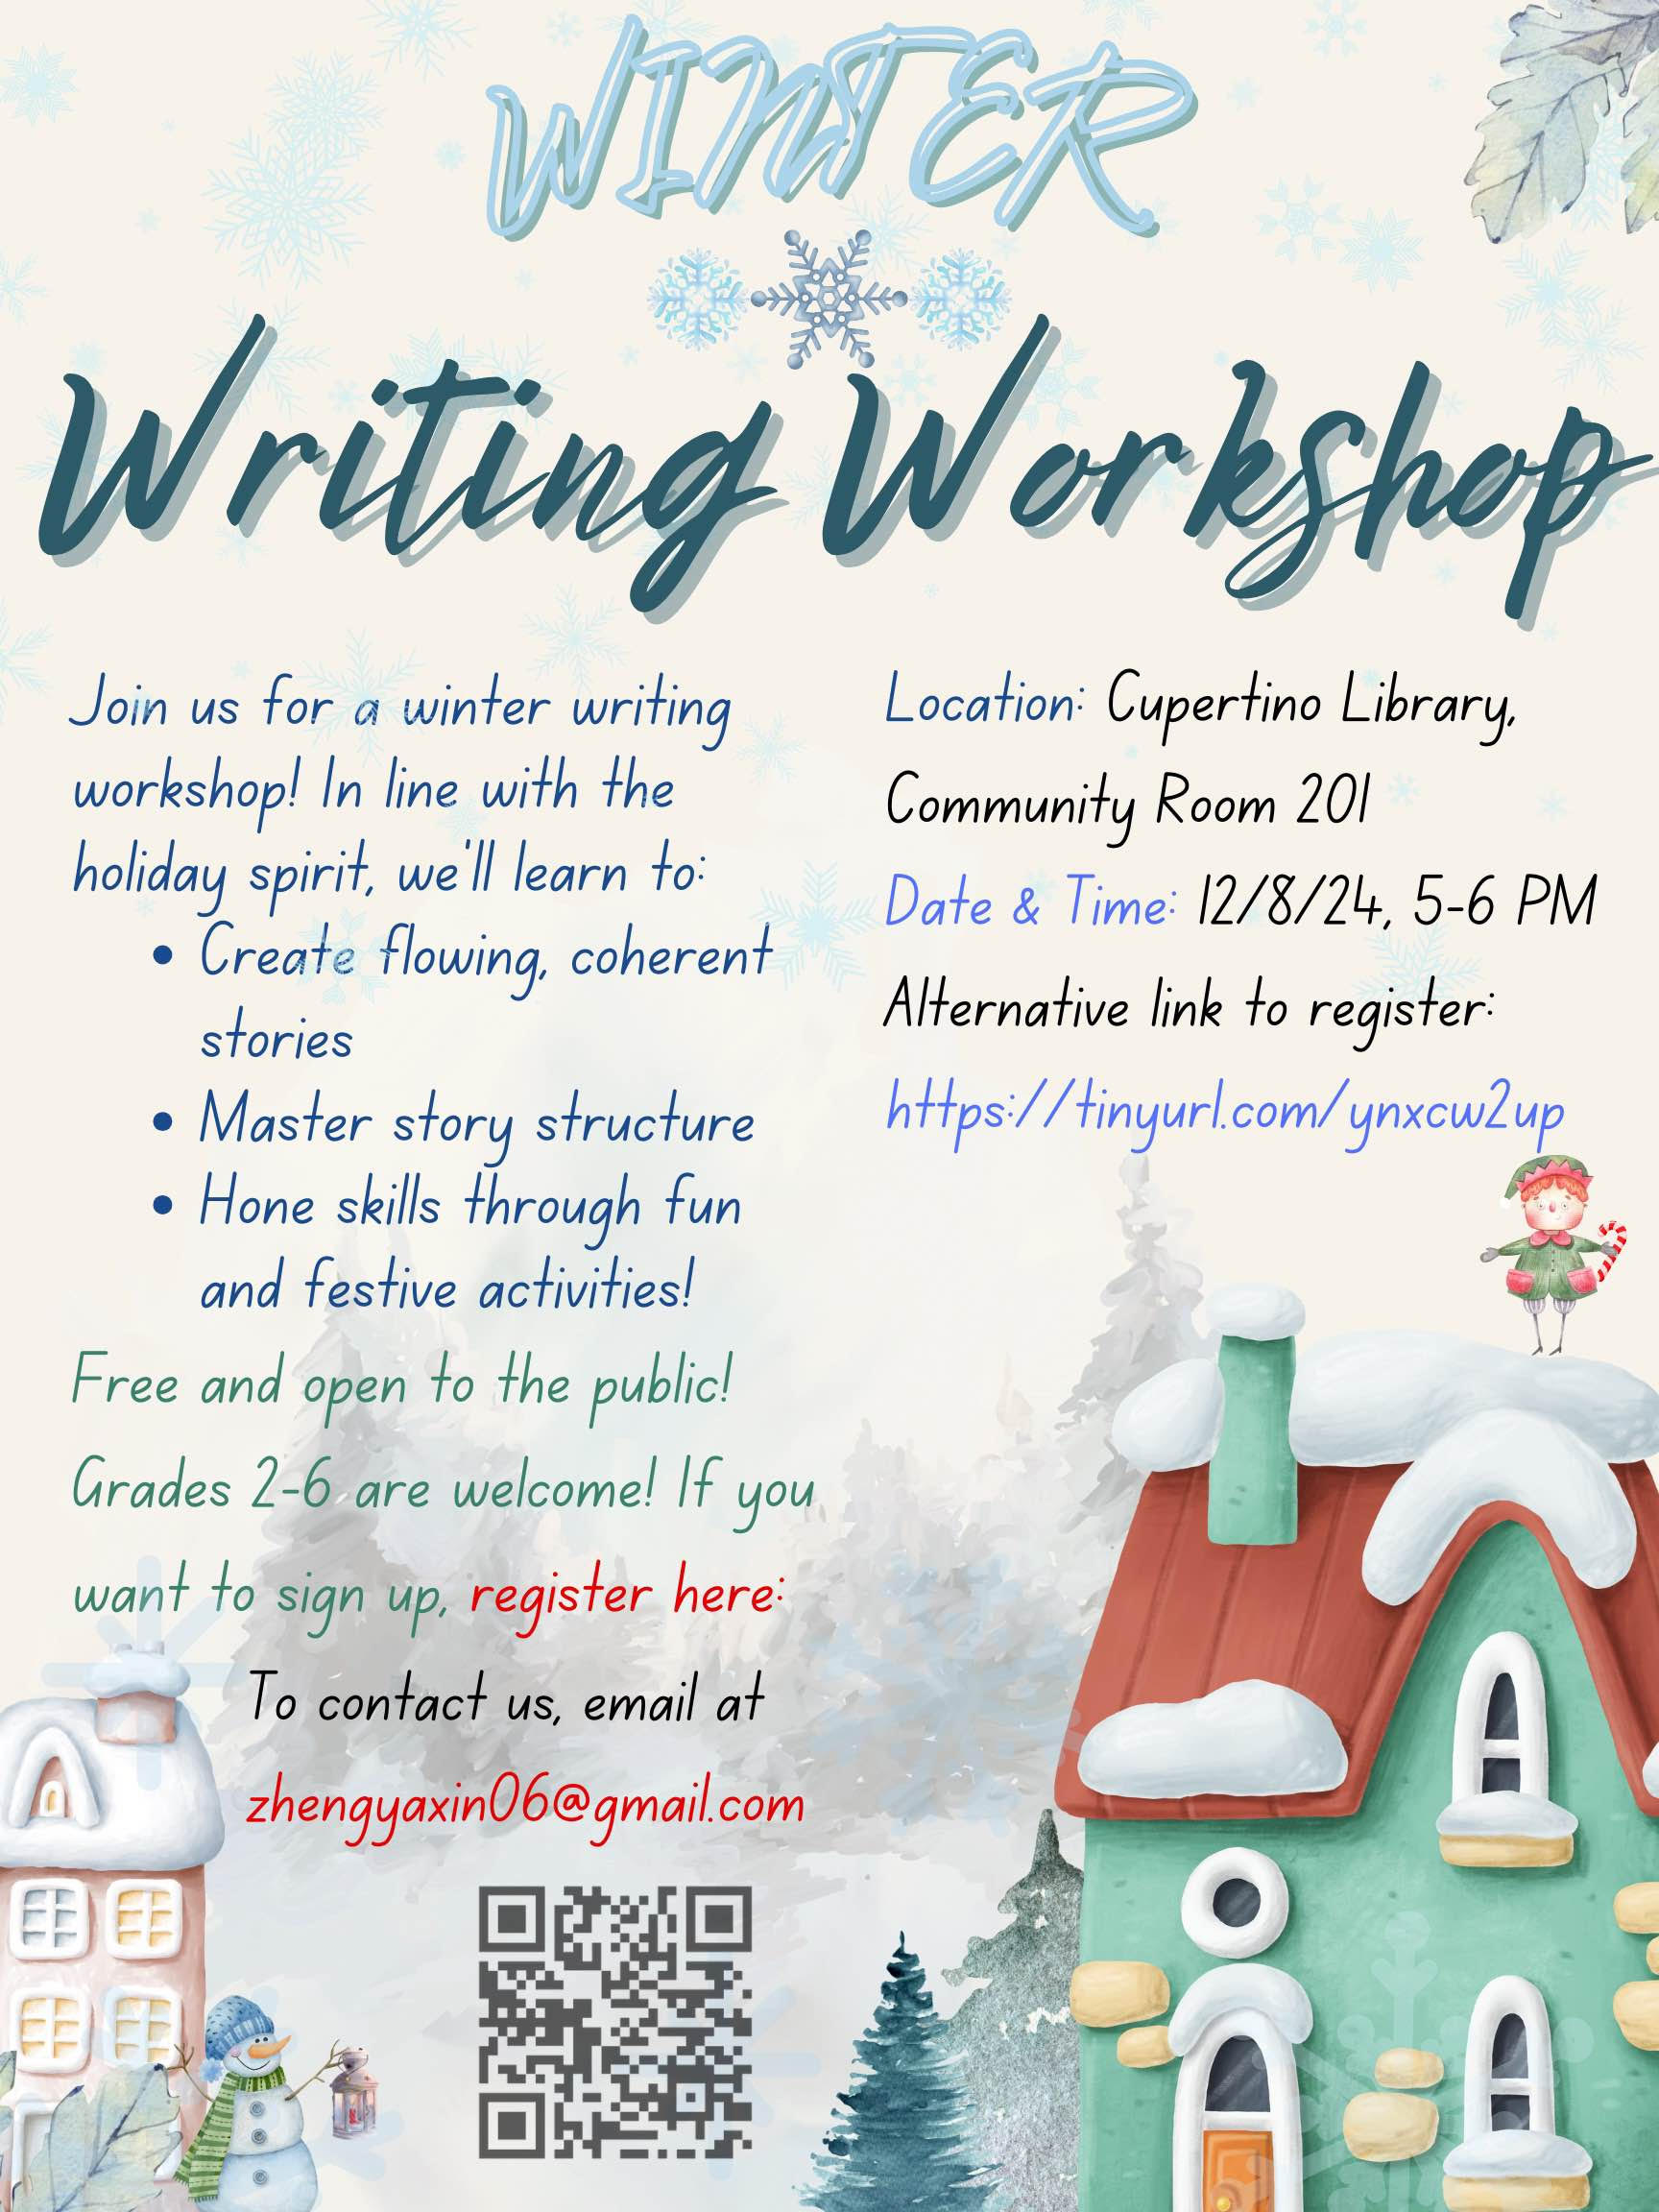 WINTER
Writing Workshop
Join us for a winter writing
workshop! In line with the
holiday spirit, we'll learn to:
• Create flowing, coherent
stories
• Master story structure
• Hone skills through fun
and festive activities!
Free and open to the public!
Grades 2-6 are welcome! If you
want to sign up, register here:
To contact us, email at
zhengyaxin06@gmail.com
Location: Cupertino Library,
Community Room 201
Date & Time: 12/8/24, 5-6 PM
Alternative link to register:
https://tinyurl.com/ynxcw2up